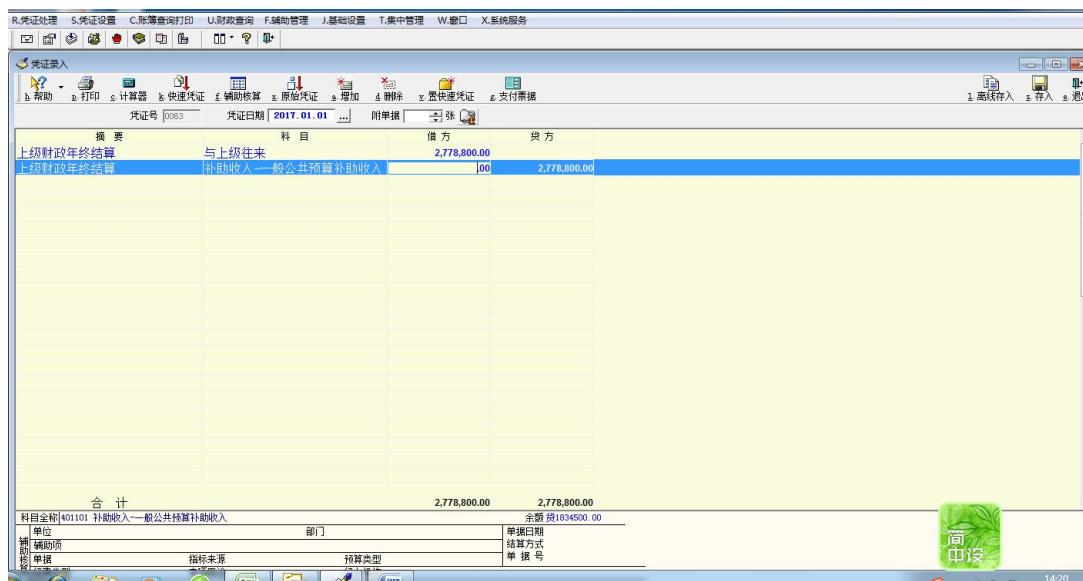 R.凭证处理 S.凭证设置 C.账簿查询打印 U.财政查询 F.辅助管理 J.基础设置 T.集中管理 W.窗口 X.系统服务
凭证录入
h.帮助 p.打印 c.计算器 k.快速凭证 f.辅助核算 x.原始凭证 a.增加 d.删除 v.置快速凭证 g.支付票据 l.离线存入 s.存入
凭证号 0063 凭证日期 2017.01.01 ... 附单据 张
摘 要 科 目 借 方 贷 方
上级财政年终结算 与上级往来 2,778,800.00
上级财政年终结算 补助收入-一般公共预算补助收入 .00 2,778,800.00
合 计 2,778,800.00 2,778,800.00
科目全称 401101 补助收入-一般公共预算补助收入 余额 贷1834500.00
单位 部门 单据日期
辅助项 结算方式
单据 指标来源 预算类型 单 据 号
简
中 设
14:20